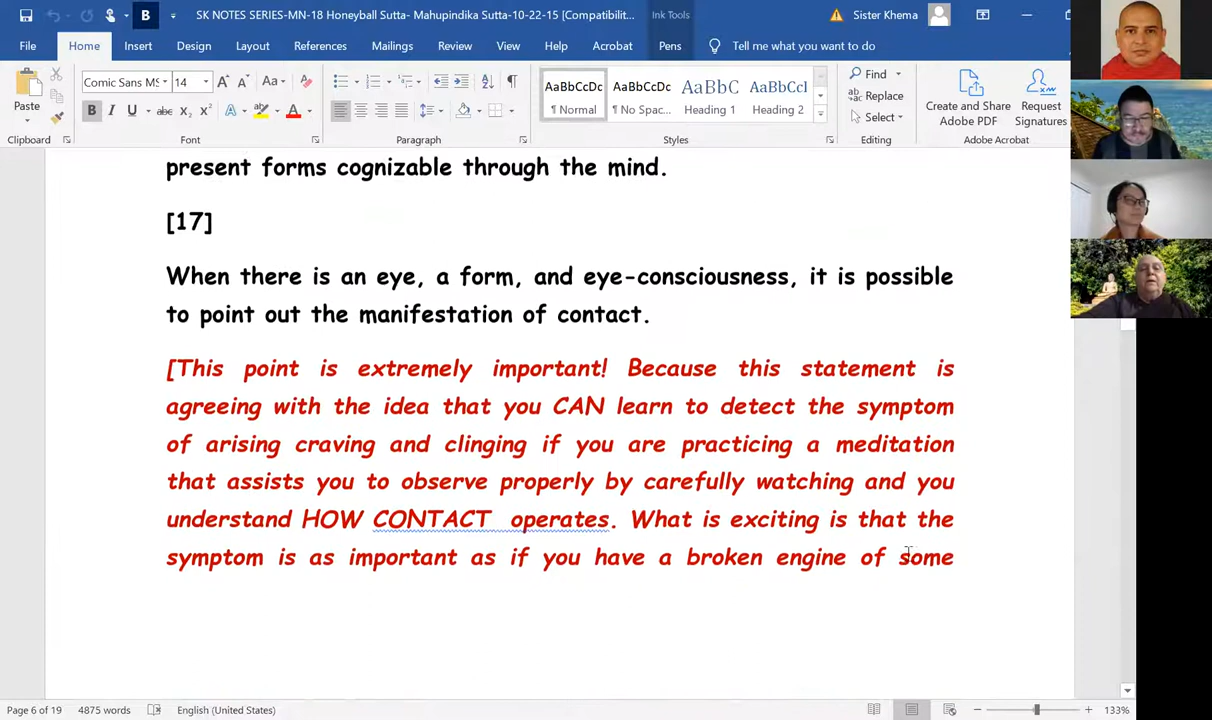 SK NOTES SERIES-MN-18 Honeyball Sutta- Mahupindika Sutta-10-22-15 [Compatibilit...
Ink Tools
Sister Khema
File Home Insert Design Layout References Mailings Review View Help Acrobat Pens Tell me what you want to do
Comic Sans MS 14
Paste
AaBbCcDc AaBbCcDc AaBbC AaBbCcl
Normal No Spac... Heading 1 Heading 2
Find
Replace
Select
Create and Share Adobe PDF
Request Signatures
Clipboard Font Paragraph Styles Editing Adobe Acrobat
present forms cognizable through the mind.
[17]
When there is an eye, a form, and eye-consciousness, it is possible
to point out the manifestation of contact.
[This point is extremely important! Because this statement is
agreeing with the idea that you CAN learn to detect the symptom
of arising craving and clinging if you are practicing a meditation
that assists you to observe properly by carefully watching and you
understand HOW CONTACT operates. What is exciting is that the
symptom is as important as if you have a broken engine of some
Page 6 of 19 4875 words English (United States) 133%